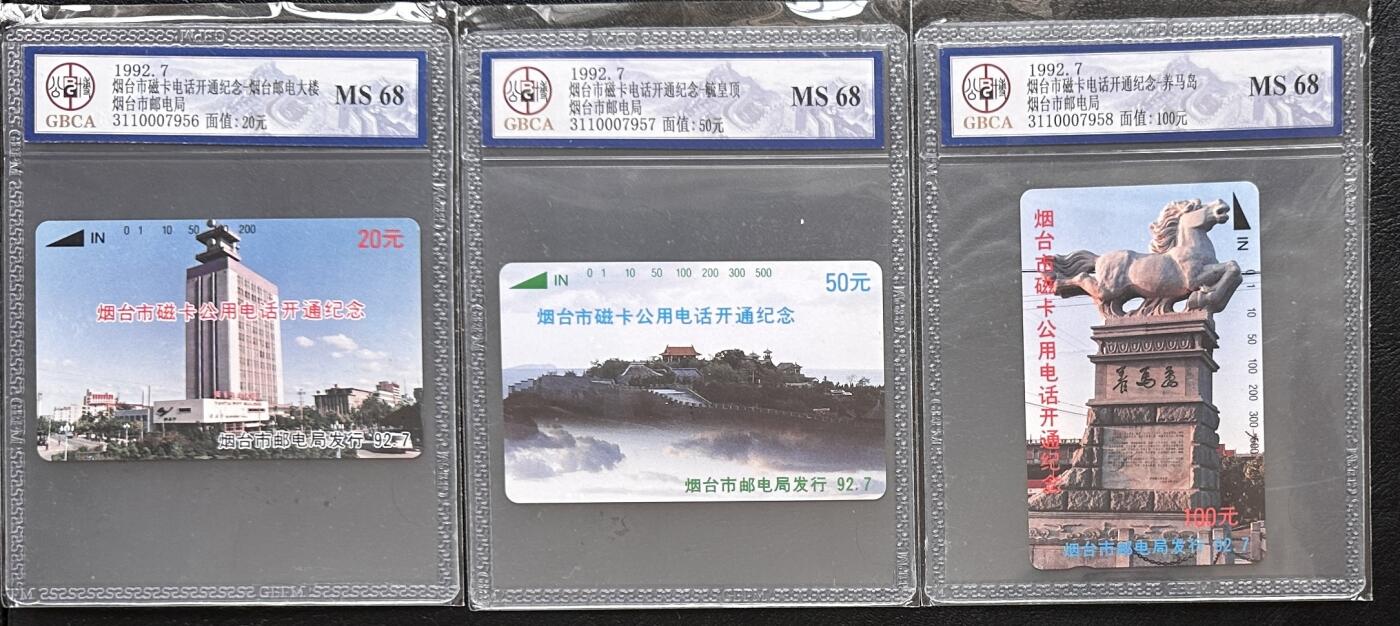 1992.7
烟台市磁卡电话开通纪念-烟台邮电大楼
烟台市邮电局
3110007956 面值:20元
MS 68
GBCA
IN 0 1 10 50 200
20元
烟台市磁卡公用电话开通纪念
烟台市邮电局发行 92.7
1992.7
烟台市磁卡电话开通纪念-毓皇顶
烟台市邮电局
3110007957 面值:50元
MS 68
GBCA
IN 0 1 10 50 100 200 300 500
50元
烟台市磁卡公用电话开通纪念
烟台市邮电局发行 92.7
1992.7
烟台市磁卡电话开通纪念-养马岛
烟台市邮电局
3110007958 面值:100元
MS 68
GBCA
烟台市磁卡公用电话开通纪念
IN 0 1 10 50 100 200 300 500
养马岛
100元
烟台市邮电局发行 92.7